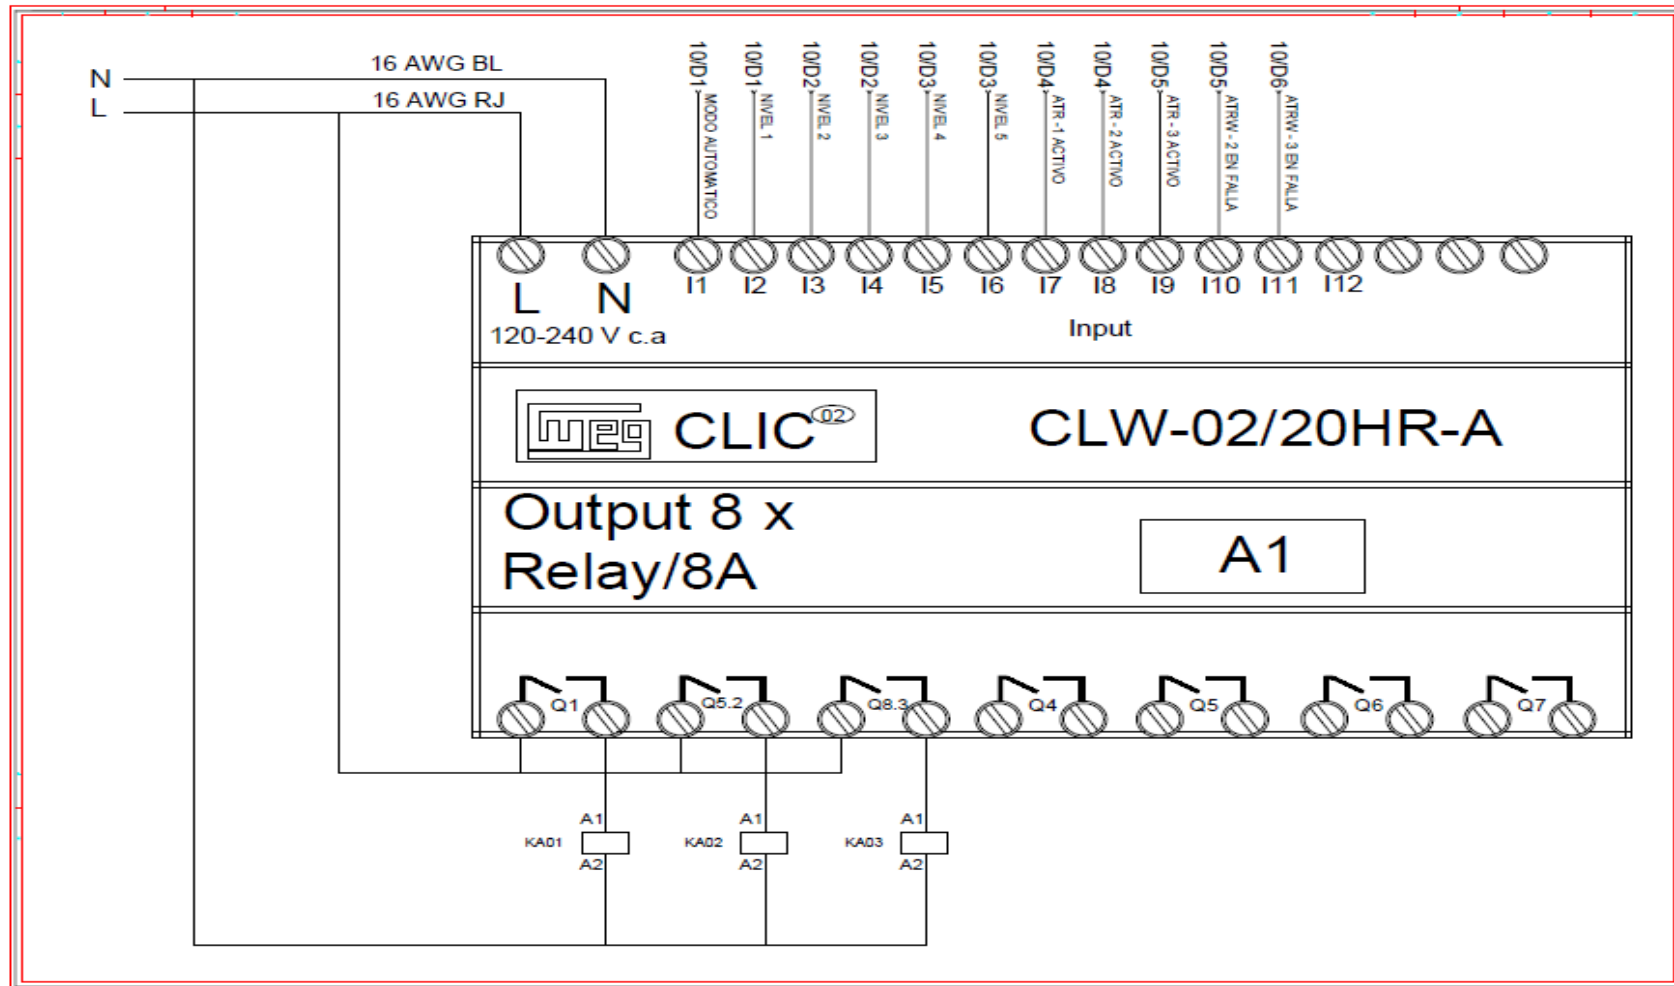 N
16 AWG BL
L
16 AWG RJ
10/D1
MODO AUTOMATICO
10/D1
NIVEL 1
10/D2
NIVEL 2
10/D2
NIVEL 3
10/D3
NIVEL 4
10/D3
NIVEL 5
10/D4
ATR -1 ACTIVO
10/D4
ATR - 2 ACTIVO
10/D5
ATR - 3 ACTIVO
10/D5
ATRW - 2 EN FALLA
10/D6
ATRW - 3 EN FALLA
L N
I1 I2 I3 I4 I5 I6 I7 I8 I9 I10 I11 I12
120-240 V c.a
Input
weg CLIC 02
CLW-02/20HR-A
Output 8 x
Relay/8A
A1
Q1 Q5.2 Q8.3 Q4 Q5 Q6 Q7
A1 A1 A1
KA01 KA02 KA03
A2 A2 A2